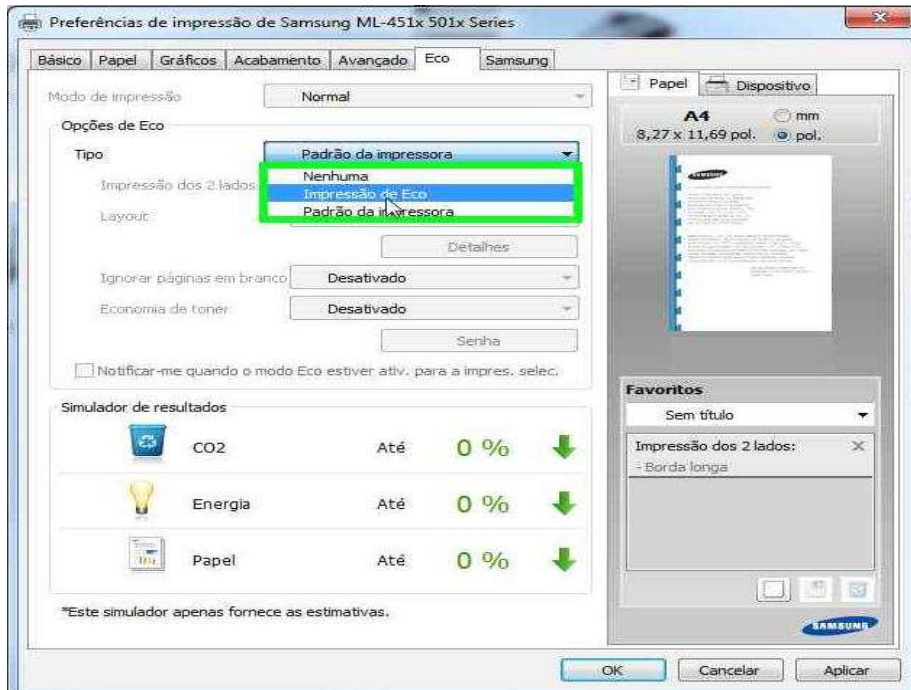 Preferências de impressão de Samsung ML-451x 501x Series
Básico Papel Gráficos Acabamento Avançado Eco Samsung
Modo de impressão Normal
Opções de Eco
Tipo Padrão da impressora
Nenhuma
Impressão dos 2 lados Impressão de Eco
Layout Padrão da impressora
Detalhes
Ignorar páginas em branco Desativado
Economia de toner Desativado
Senha
Notificar-me quando o modo Eco estiver ativ. para a impres. selec.
Simulador de resultados
CO2 Até 0 %
Energia Até 0 %
Papel Até 0 %
*Este simulador apenas fornece as estimativas.
Papel Dispositivo
A4 mm
8,27 x 11,69 pol. pol.
Favoritos
Sem título
Impressão dos 2 lados:
- Borda longa
SAMSUNG
OK Cancelar Aplicar